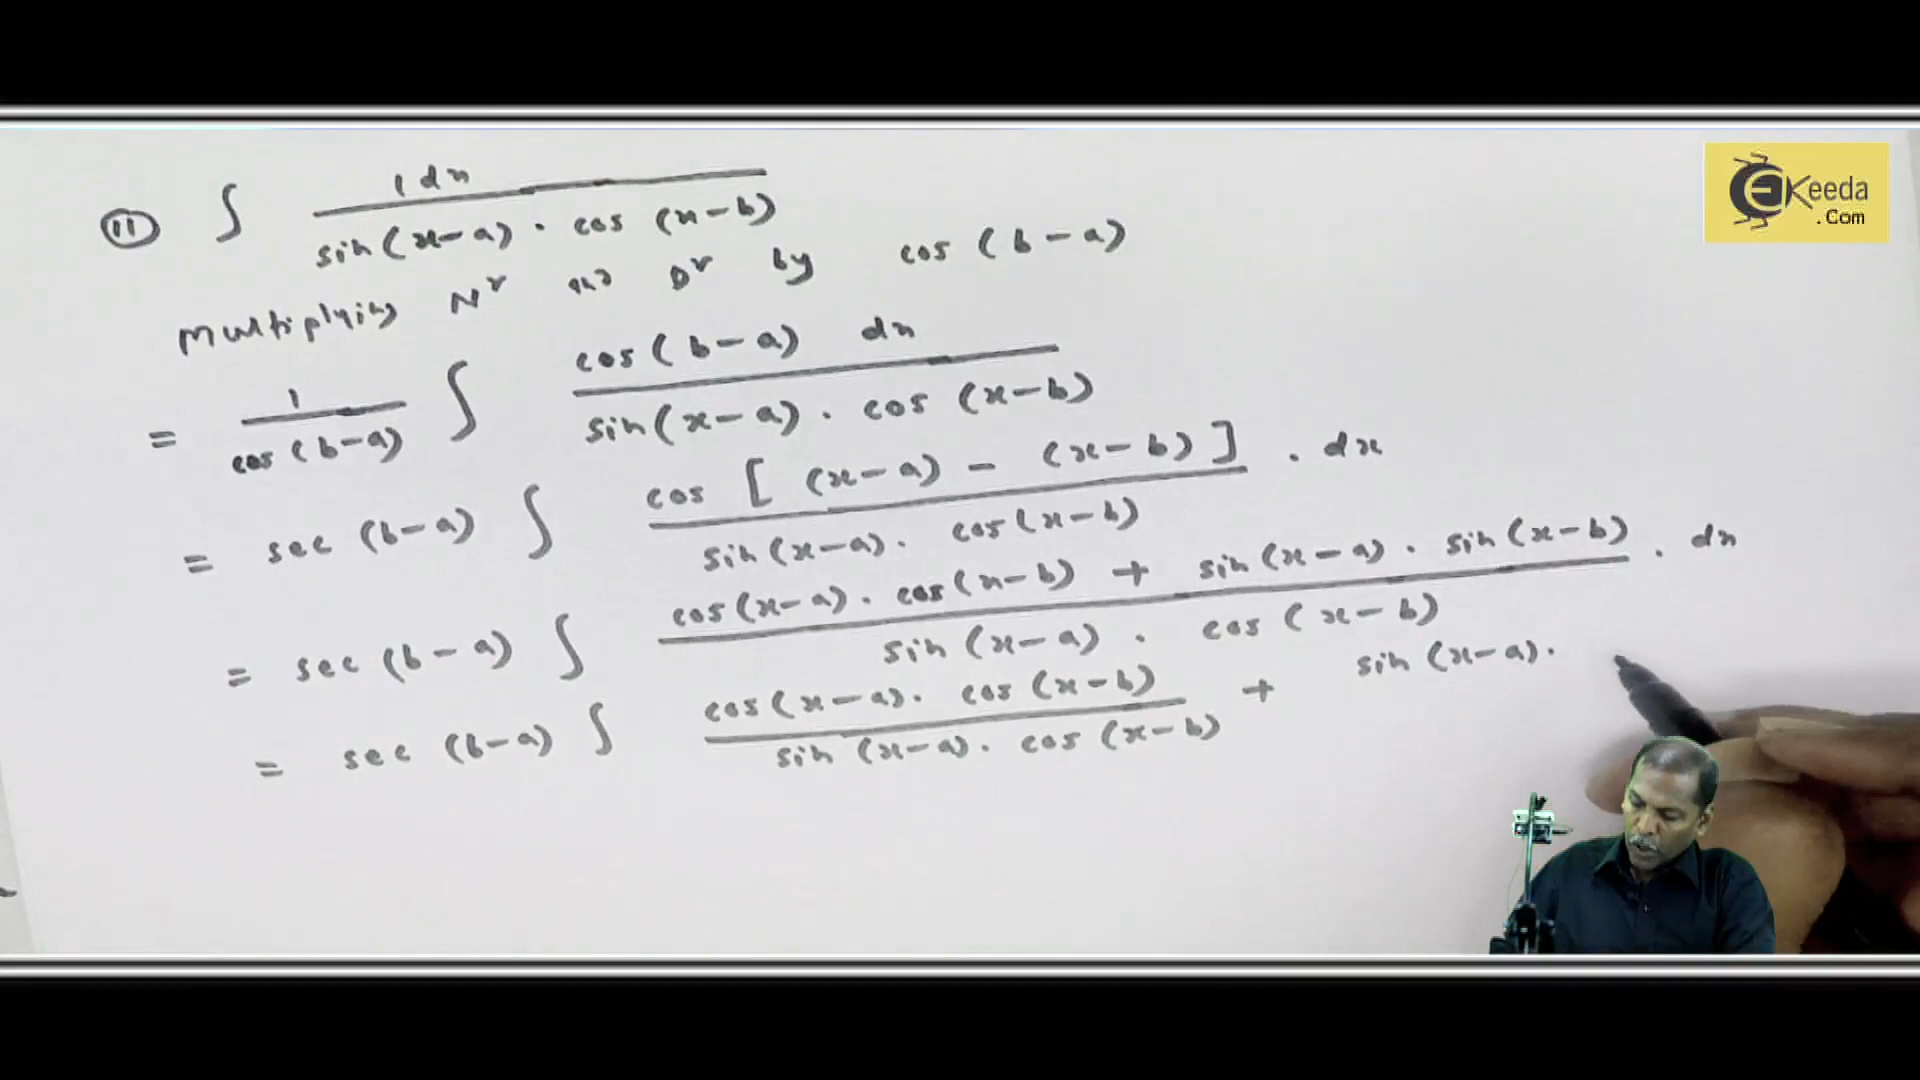 EKeeda
.Com
(11) ∫ 1 dx / sin(x-a) . cos (x-b)
Multiplying Nr and Dr by cos (b-a)
= 1 / cos (b-a) ∫ cos (b-a) dx / sin(x-a) . cos (x-b)
= sec (b-a) ∫ cos [ (x-a) - (x-b) ] / sin(x-a) . cos(x-b) . dx
= sec (b-a) ∫ cos(x-a) . cos(x-b) + sin(x-a) . sin(x-b) / sin (x-a) . cos (x-b) . dx
= sec (b-a) ∫ cos(x-a) . cos (x-b) / sin (x-a) . cos (x-b) + sin (x-a) .